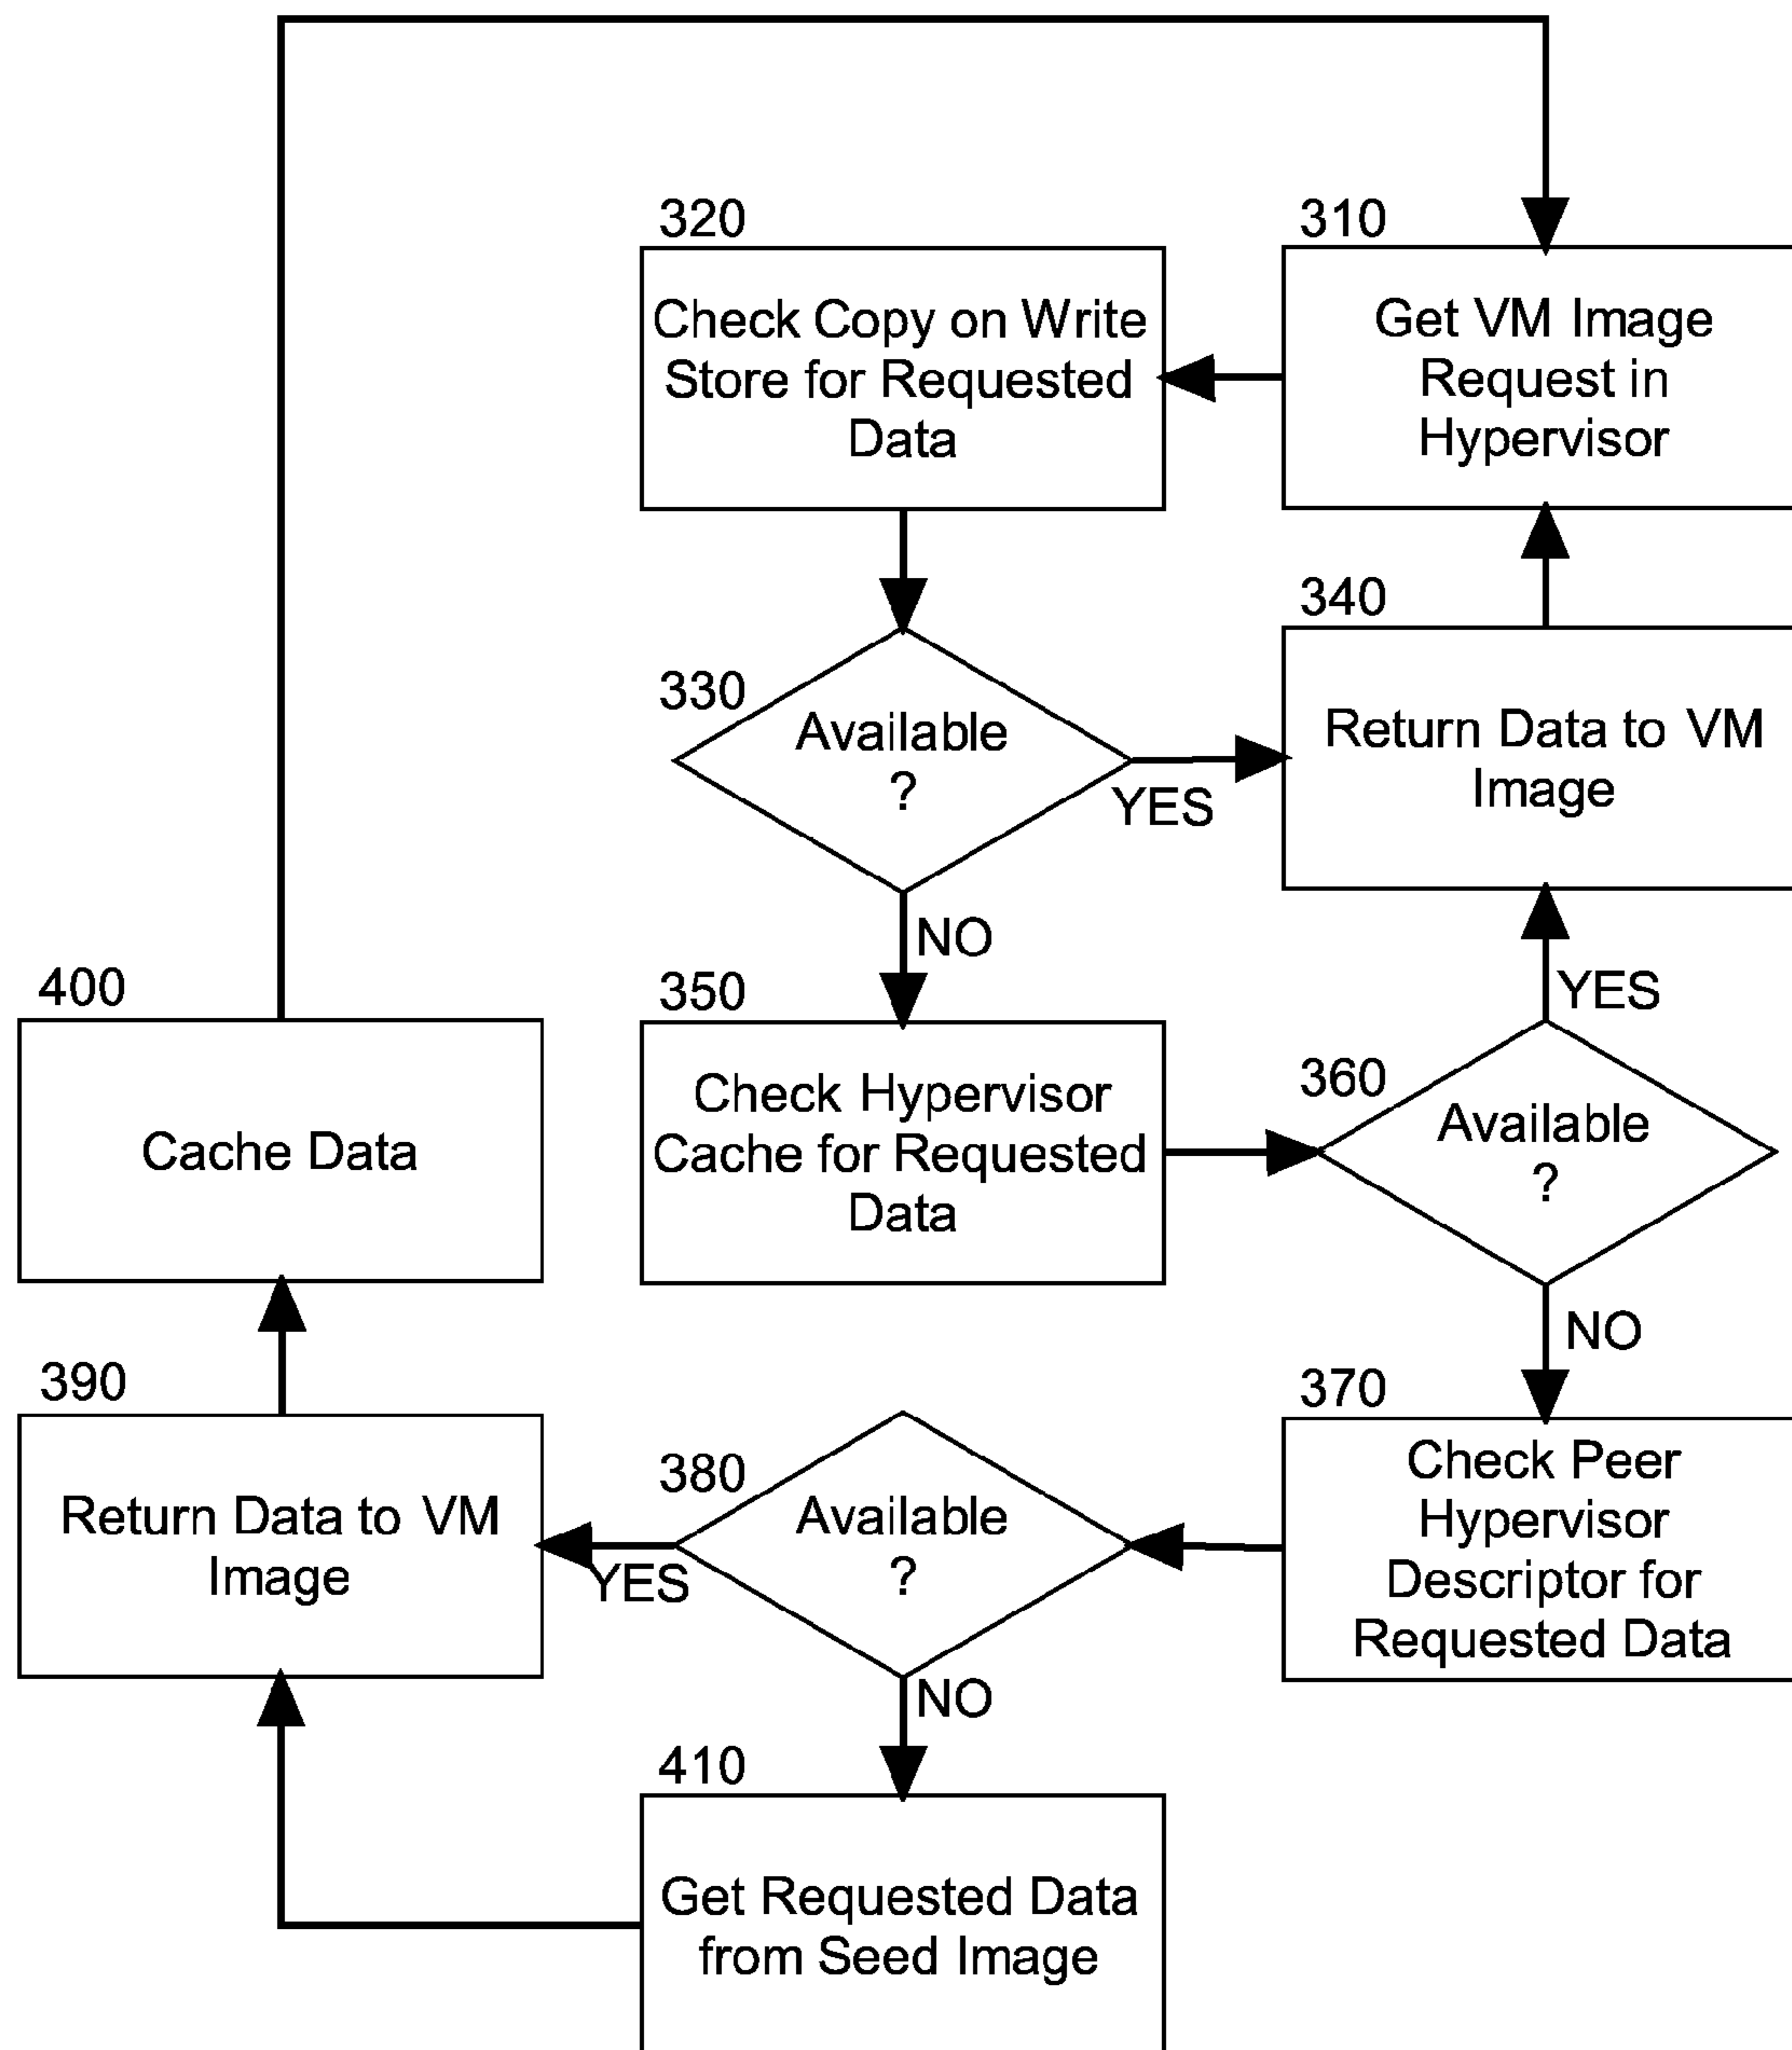 320
310
Check Copy on Write
Store for Requested
Data
Get VM Image
Request in
Hypervisor
330
Available
?
YES
NO
340
Return Data to VM
Image
400
Cache Data
350
Check Hypervisor
Cache for Requested
Data
360
Available
?
YES
NO
390
Return Data to VM
Image
380
Available
?
YES
NO
370
Check Peer
Hypervisor
Descriptor for
Requested Data
410
Get Requested Data
from Seed Image